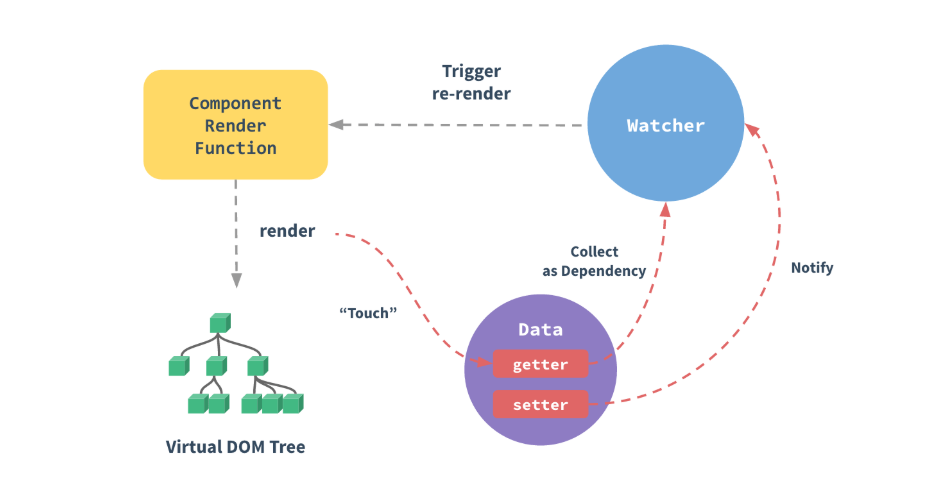 Trigger
re-render
Component
Render
Function
Watcher
render
Collect
as Dependency
Notify
“Touch”
Data
getter
setter
Virtual DOM Tree